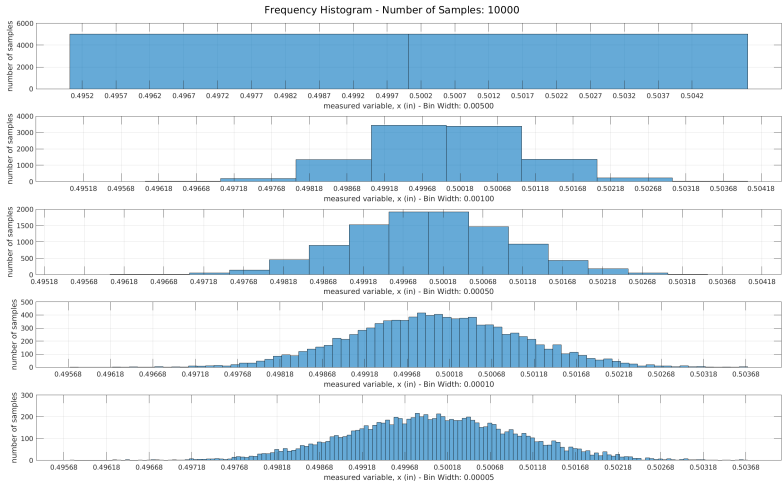 Frequency Histogram - Number of Samples: 10000
number of samples
6000
4000
2000
0
0.4952 0.4957 0.4962 0.4967 0.4972 0.4977 0.4982 0.4987 0.4992 0.4997 0.5002 0.5007 0.5012 0.5017 0.5022 0.5027 0.5032 0.5037 0.5042
measured variable, x (in) - Bin Width: 0.00500
number of samples
4000
3000
2000
1000
0
0.49518 0.49568 0.49618 0.49668 0.49718 0.49768 0.49818 0.49868 0.49918 0.49968 0.50018 0.50068 0.50118 0.50168 0.50218 0.50268 0.50318 0.50368 0.50418
measured variable, x (in) - Bin Width: 0.00100
number of samples
2000
1500
1000
500
0
0.49518 0.49568 0.49618 0.49668 0.49718 0.49768 0.49818 0.49868 0.49918 0.49968 0.50018 0.50068 0.50118 0.50168 0.50218 0.50268 0.50318 0.50368 0.50418
measured variable, x (in) - Bin Width: 0.00050
number of samples
500
400
300
200
100
0
0.49568 0.49618 0.49668 0.49718 0.49768 0.49818 0.49868 0.49918 0.49968 0.50018 0.50068 0.50118 0.50168 0.50218 0.50268 0.50318 0.50368
measured variable, x (in) - Bin Width: 0.00010
number of samples
300
200
100
0
0.49568 0.49618 0.49668 0.49718 0.49768 0.49818 0.49868 0.49918 0.49968 0.50018 0.50068 0.50118 0.50168 0.50218 0.50268 0.50318 0.50368
measured variable, x (in) - Bin Width: 0.00005